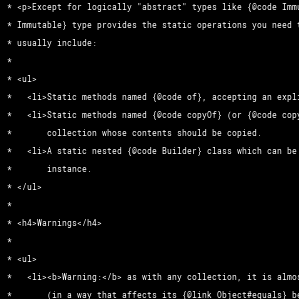 * <p>Except for logically "abstract" types like {@code Imm
* Immutable} type provides the static operations you need
* usually include:
*
* <ul>
*   <li>Static methods named {@code of}, accepting an expl
*   <li>Static methods named {@code copyOf} (or {@code copy
*       collection whose contents should be copied.
*   <li>A static nested {@code Builder} class which can be
*       instance.
* </ul>
*
* <h4>Warnings</h4>
*
* <ul>
*   <li><b>Warning:</b> as with any collection, it is almos
*       (in a way that affects its {@link Object#equals} be